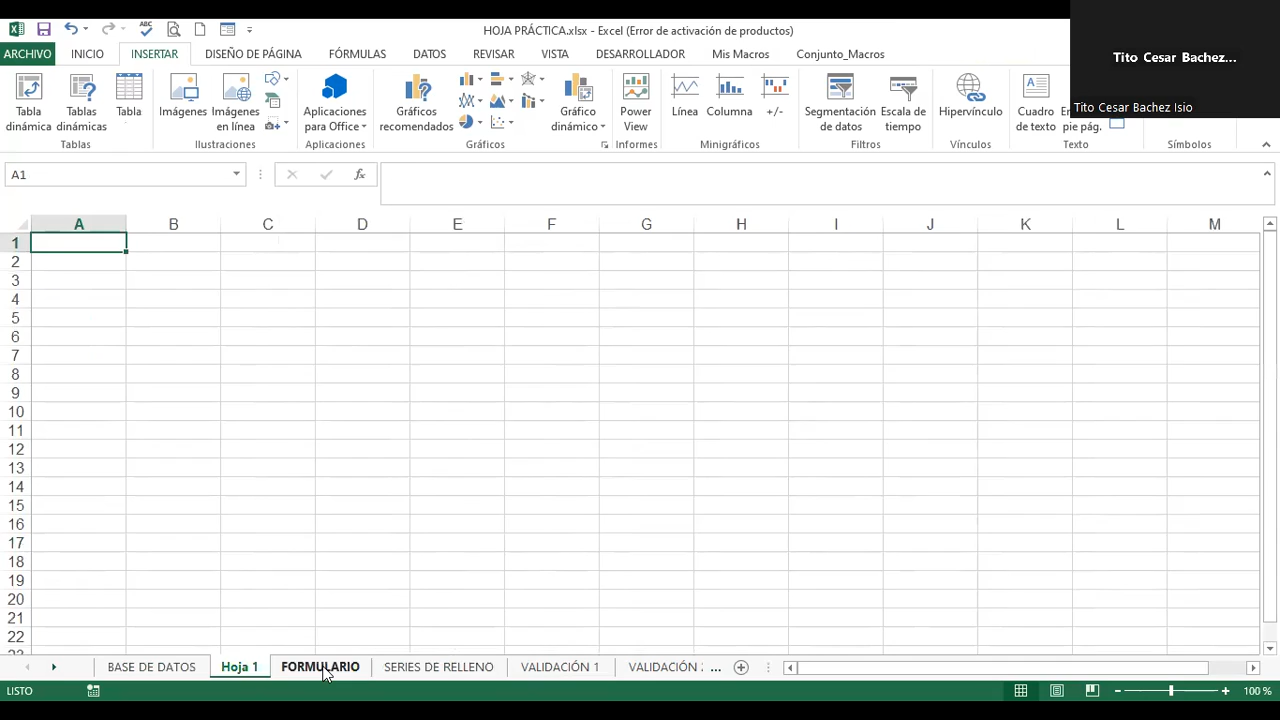 HOJA PRÁCTICA.xlsx - Excel (Error de activación de productos)
ARCHIVO INICIO INSERTAR DISEÑO DE PÁGINA FÓRMULAS DATOS REVISAR VISTA DESARROLLADOR Mis Macros Conjunto_Macros
Tito Cesar Bachez...
Tito Cesar Bachez Isio
Tabla dinámica
Tablas dinámicas
Tabla
Imágenes
Imágenes en línea
Aplicaciones para Office
Gráficos recomendados
Gráfico dinámico
Power View
Línea
Columna
+/-
Segmentación de datos
Escala de tiempo
Hipervínculo
Cuadro de texto
pie pág.
Tablas Ilustraciones Aplicaciones Gráficos Informes Minigráficos Filtros Vínculos Texto Símbolos
A1
fx
A B C D E F G H I J K L M
1
2
3
4
5
6
7
8
9
10
11
12
13
14
15
16
17
18
19
20
21
22
23
BASE DE DATOS Hoja 1 FORMULARIO SERIES DE RELLENO VALIDACIÓN 1 VALIDACIÓN ...
LISTO 100 %